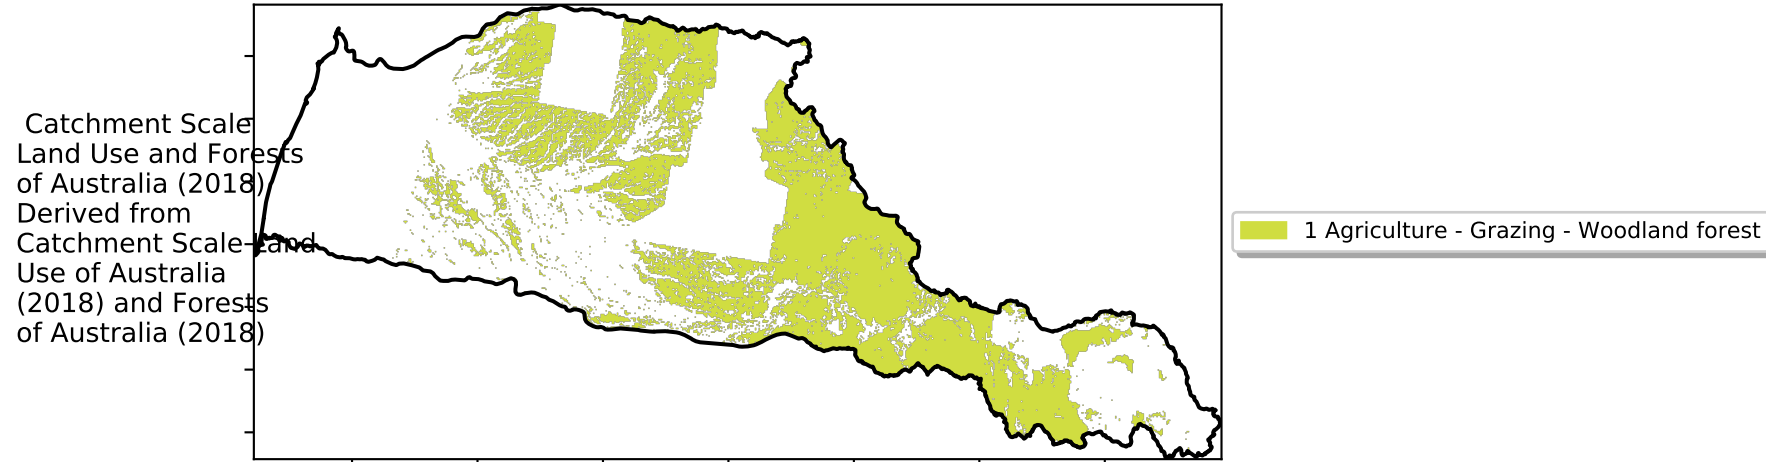 Catchment Scale
Land Use and Forests
of Australia (2018)
Derived from
Catchment Scale Land
Use of Australia
(2018) and Forests
of Australia (2018)
1 Agriculture - Grazing - Woodland forest